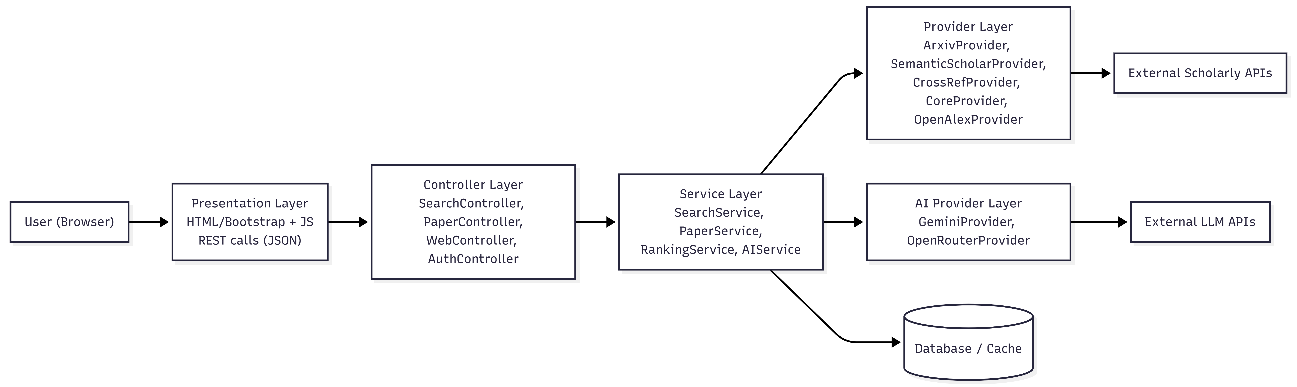 User (Browser)
Presentation Layer
HTML/Bootstrap + JS
REST calls (JSON)
Controller Layer
SearchController,
PaperController,
WebController,
AuthController
Service Layer
SearchService,
PaperService,
RankingService, AIService
Provider Layer
ArxivProvider,
SemanticScholarProvider,
CrossRefProvider,
CoreProvider,
OpenAlexProvider
External Scholarly APIs
AI Provider Layer
GeminiProvider,
OpenRouterProvider
External LLM APIs
Database / Cache